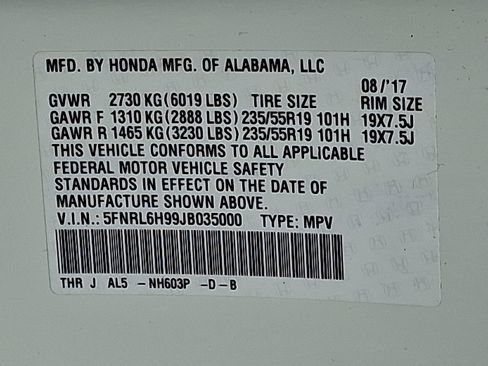 MFD. BY HONDA MFG. OF ALABAMA, LLC
08/'17
GVWR 2730 KG(6019 LBS) TIRE SIZE RIM SIZE
GAWR F 1310 KG(2888 LBS) 235/55R19 101H 19X7.5J
GAWR R 1465 KG(3230 LBS) 235/55R19 101H 19X7.5J
THIS VEHICLE CONFORMS TO ALL APPLICABLE
FEDERAL MOTOR VEHICLE SAFETY
STANDARDS IN EFFECT ON THE DATE OF
MANUFACTURE SHOWN ABOVE.
V.I.N.: 5FNRL6H99JB035000 TYPE: MPV
THR J AL5 -NH603P -D-B